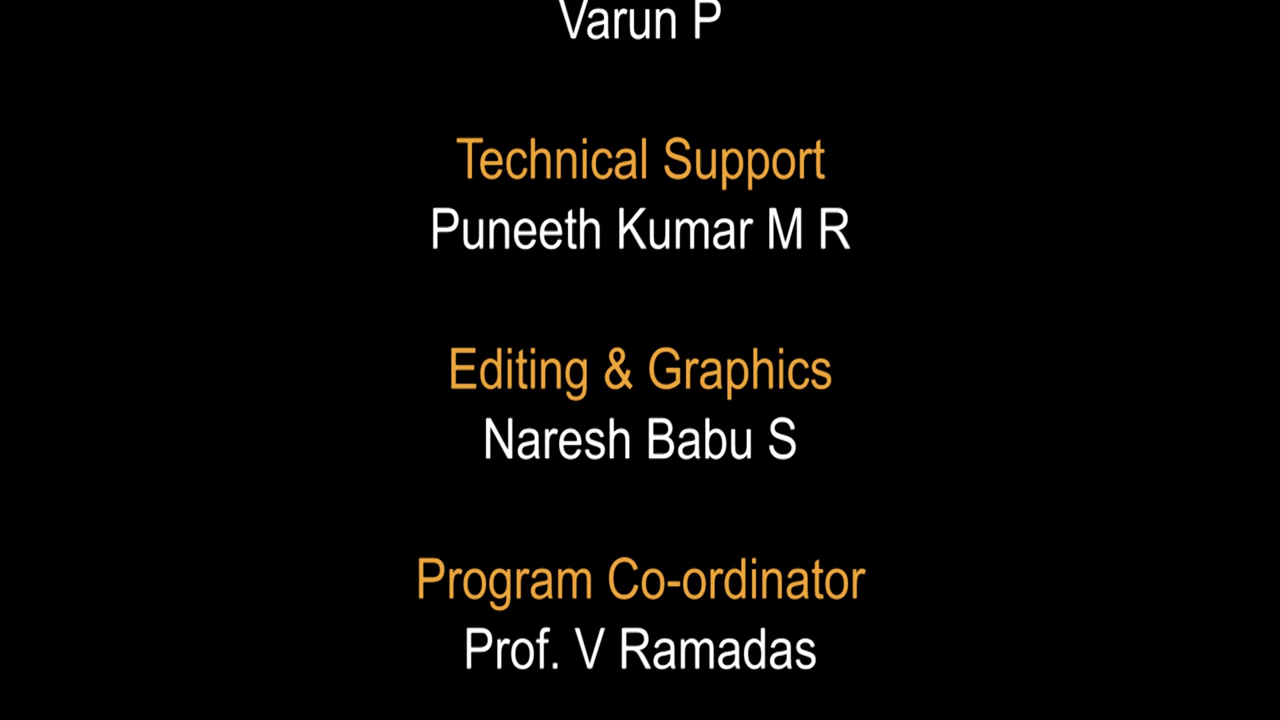 Varun P
Technical Support
Puneeth Kumar M R
Editing & Graphics
Naresh Babu S
Program Co-ordinator
Prof. V Ramadas